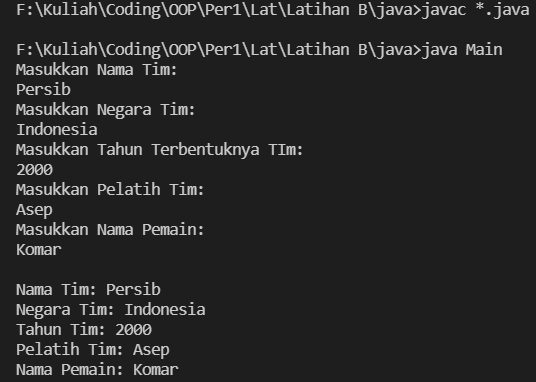 F:\Kuliah\Coding\OOP\Per1\Lat\Latihan B\java>javac *.java
F:\Kuliah\Coding\OOP\Per1\Lat\Latihan B\java>java Main
Masukkan Nama Tim:
Persib
Masukkan Negara Tim:
Indonesia
Masukkan Tahun Terbentuknya TIm:
2000
Masukkan Pelatih Tim:
Asep
Masukkan Nama Pemain:
Komar
Nama Tim: Persib
Negara Tim: Indonesia
Tahun Tim: 2000
Pelatih Tim: Asep
Nama Pemain: Komar